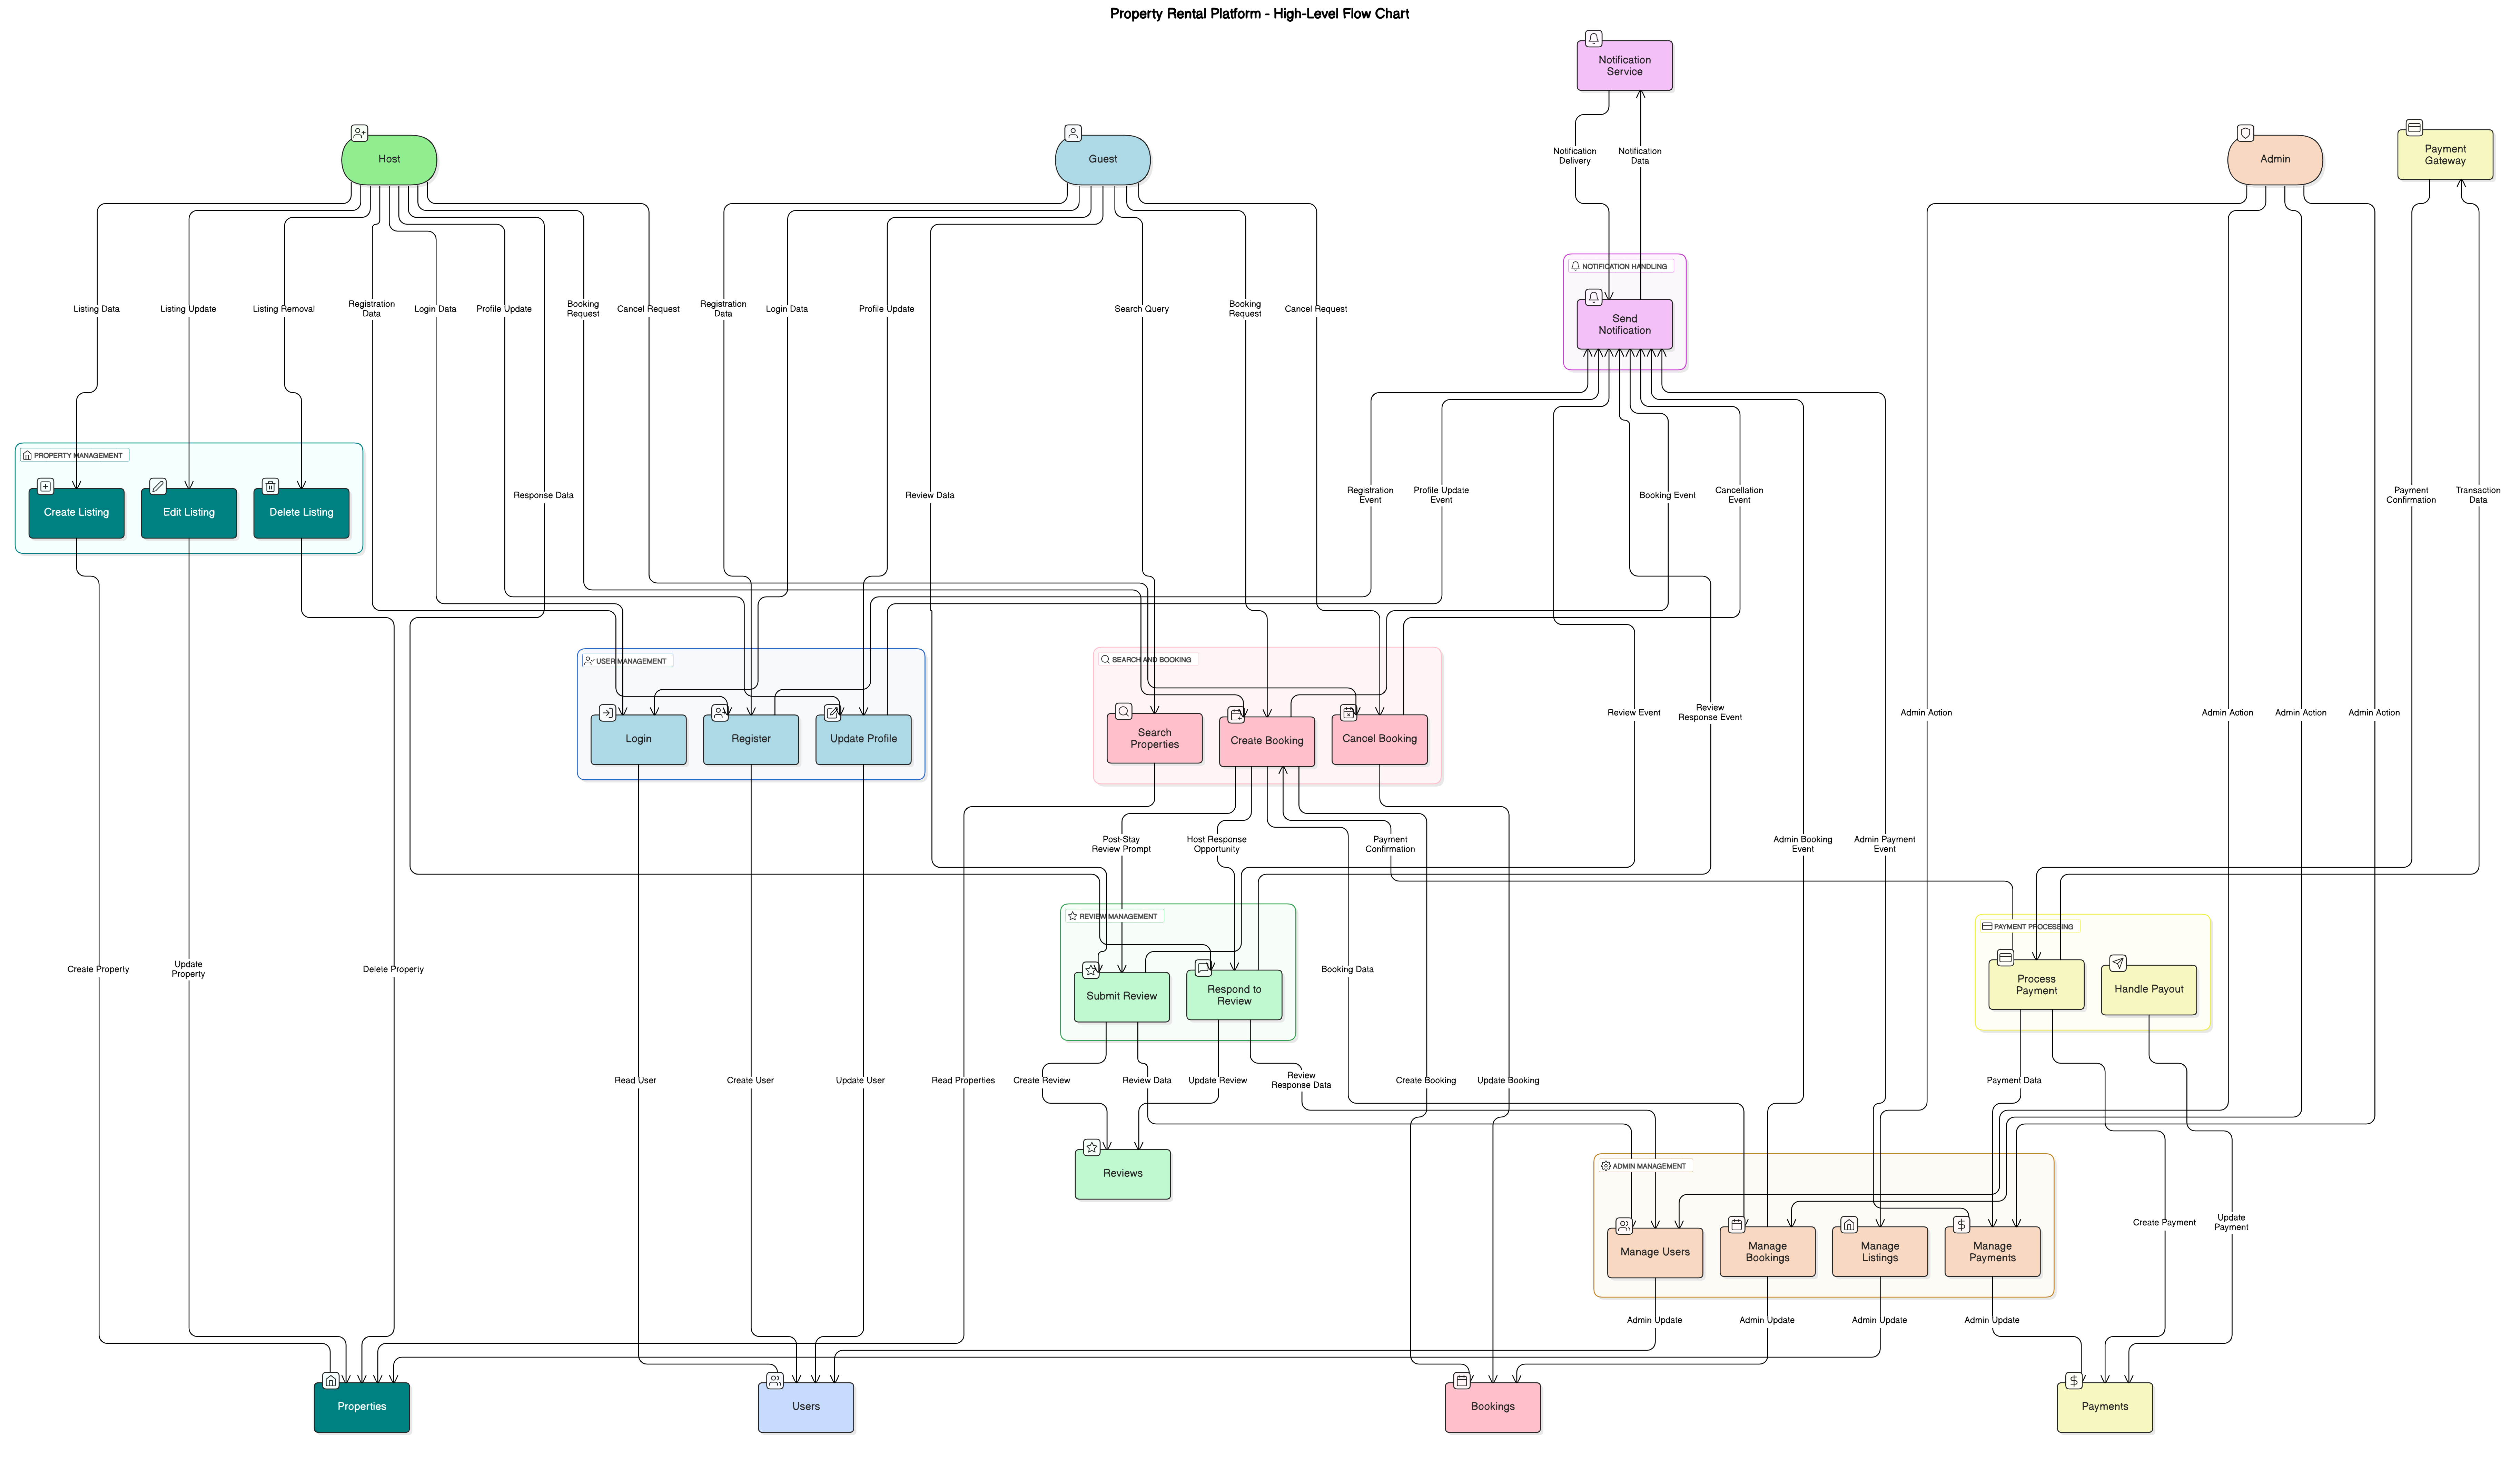 Property Rental Platform - High-Level Flow Chart
Notification
Service
Host
Guest
Admin
Payment
Gateway
Notification
Delivery
Notification
Data
NOTIFICATION HANDLING
Send
Notification
Listing Data
Listing Update
Listing Removal
Registration
Data
Login Data
Profile Update
Booking
Request
Cancel Request
Registration
Data
Login Data
Profile Update
Search Query
Booking
Request
Cancel Request
PROPERTY MANAGEMENT
Create Listing
Edit Listing
Delete Listing
Response Data
Review Data
Registration
Event
Profile Update
Event
Booking Event
Cancellation
Event
Payment
Confirmation
Transaction
Data
USER MANAGEMENT
Login
Register
Update Profile
SEARCH AND BOOKING
Search
Properties
Create Booking
Cancel Booking
Review Event
Review
Response Event
Admin Action
Admin Action
Admin Action
Admin Action
Post-Stay
Review Prompt
Host Response
Opportunity
Payment
Confirmation
Admin Booking
Event
Admin Payment
Event
REVIEW MANAGEMENT
Submit Review
Respond to
Review
PAYMENT PROCESSING
Process
Payment
Handle Payout
Create Property
Update
Property
Delete Property
Booking Data
Read User
Create User
Update User
Read Properties
Create Review
Review Data
Update Review
Review
Response Data
Create Booking
Update Booking
Payment Data
Reviews
ADMIN MANAGEMENT
Manage Users
Manage
Bookings
Manage
Listings
Manage
Payments
Create Payment
Update
Payment
Admin Update
Admin Update
Admin Update
Admin Update
Properties
Users
Bookings
Payments